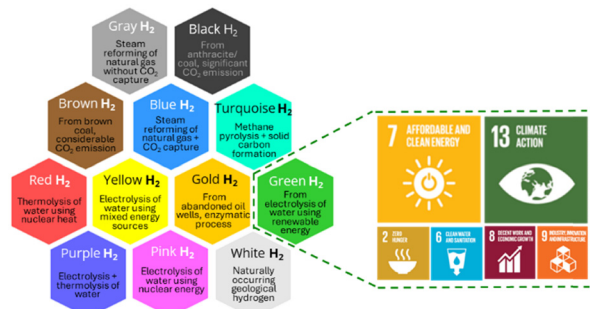 Gray H₂
Steam
reforming of
natural gas
without CO₂
capture
Black H₂
From
anthracite/
coal, significant
CO₂ emission
Brown H₂
From brown
coal,
considerable
CO₂ emission
Blue H₂
Steam
reforming of
natural gas +
CO₂ capture
Turquoise H₂
Methane
pyrolysis + solid
carbon
formation
Red H₂
Thermolysis of
water using
nuclear heat
Yellow H₂
Electrolysis of
water using
mixed energy
sources
Gold H₂
From
abandoned oil
wells, enzymatic
process
Green H₂
From
electrolysis of
water using
renewable
energy
Purple H₂
Electrolysis +
thermolysis of
water
Pink H₂
Electrolysis of
water using
nuclear energy
White H₂
Naturally
occurring
geological
hydrogen
7 AFFORDABLE AND
CLEAN ENERGY
13 CLIMATE
ACTION
2 ZERO
HUNGER
6 CLEAN WATER
AND SANITATION
8 DECENT WORK AND
ECONOMIC GROWTH
9 INDUSTRY, INNOVATION
AND INFRASTRUCTURE